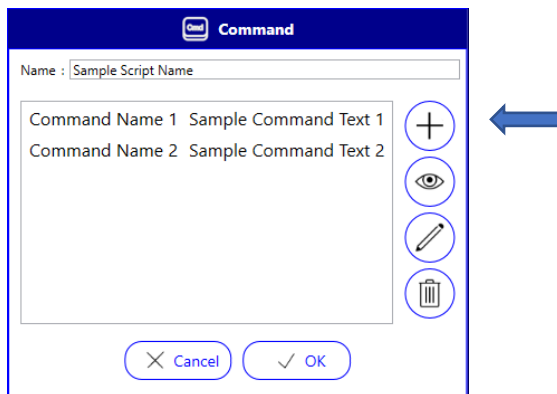 Cmd Command
Name : Sample Script Name
Command Name 1 Sample Command Text 1
Command Name 2 Sample Command Text 2
Cancel OK